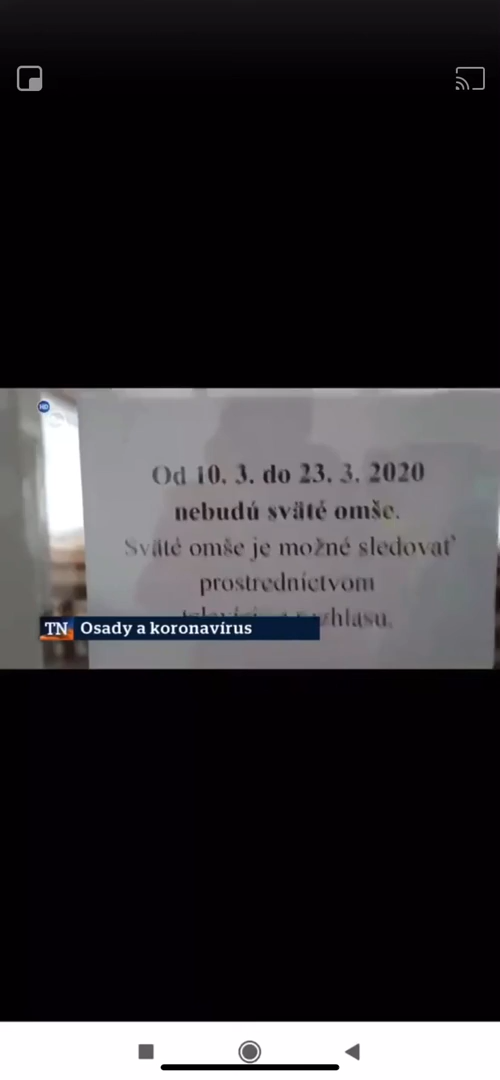 HD
Od 10. 3. do 23. 3. 2020
nebudú sväté omše.
Sväté omše je možné sledovať
prostredníctvom
TN Osady a koronavírus